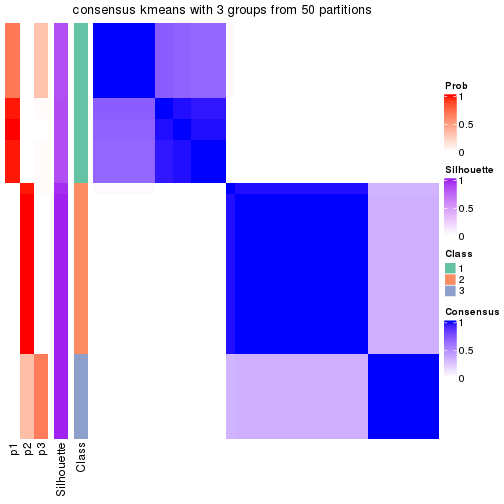 consensus kmeans with 3 groups from 50 partitions
Prob
1
0.5
0
Silhouette
1
0.5
0
Class
1
2
3
Consensus
1
0.5
0
p1
p2
p3
Silhouette
Class